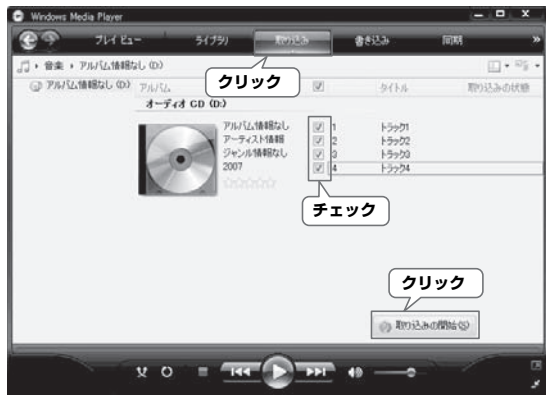 Windows Media Player
プレイ ビュー ライブラリ 取り込み 書き込み 同期 »
音楽 ▸ アルバム情報なし (D:)
アルバム情報なし (D:) アルバム タイトル 取り込みの状態
クリック
オーディオ CD (D:)
アルバム情報なし 1 トラック1
アーティスト情報 2 トラック2
ジャンル情報なし 3 トラック3
2007 4 トラック4
チェック
クリック
取り込みの開始(S)